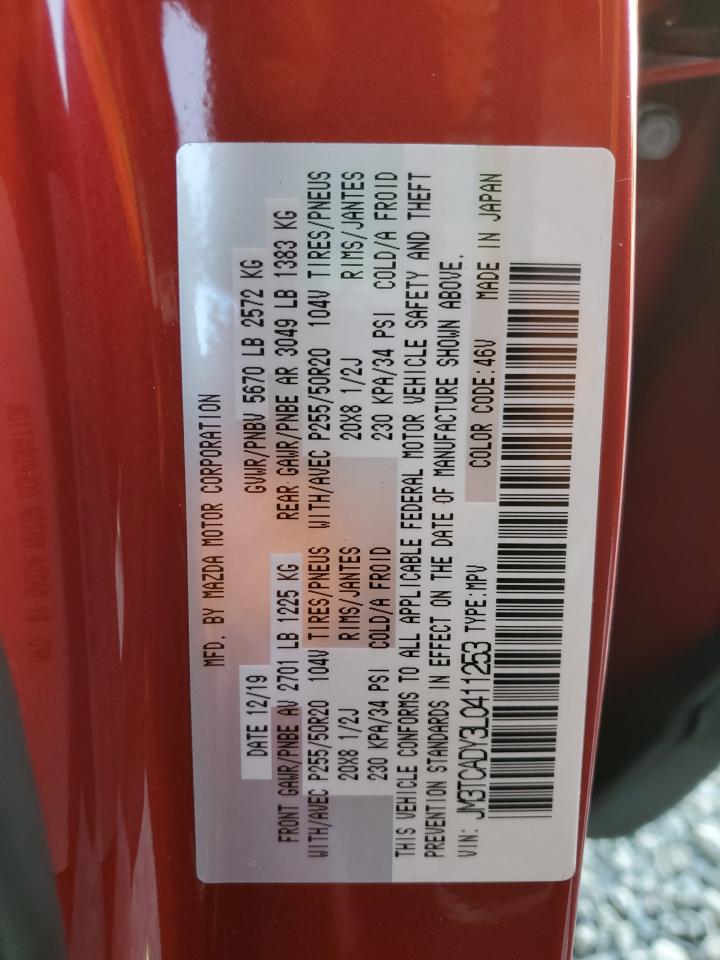 MFD. BY MAZDA MOTOR CORPORATION
DATE 12/19 GVWR/PNBV 5670 LB 2572 KG
FRONT GAWR/PNBE AV 2701 LB 1225 KG REAR GAWR/PNBE AR 3049 LB 1383 KG
WITH/AVEC P255/50R20 104V TIRES/PNEUS WITH/AVEC P255/50R20 104V TIRES/PNEUS
20X8 1/2J RIMS/JANTES 20X8 1/2J RIMS/JANTES
230 KPA/34 PSI COLD/A FROID 230 KPA/34 PSI COLD/A FROID
THIS VEHICLE CONFORMS TO ALL APPLICABLE FEDERAL MOTOR VEHICLE SAFETY AND THEFT
PREVENTION STANDARDS IN EFFECT ON THE DATE OF MANUFACTURE SHOWN ABOVE.
VIN: JM3TCADY3L0411253 TYPE:MPV COLOR CODE:46V MADE IN JAPAN